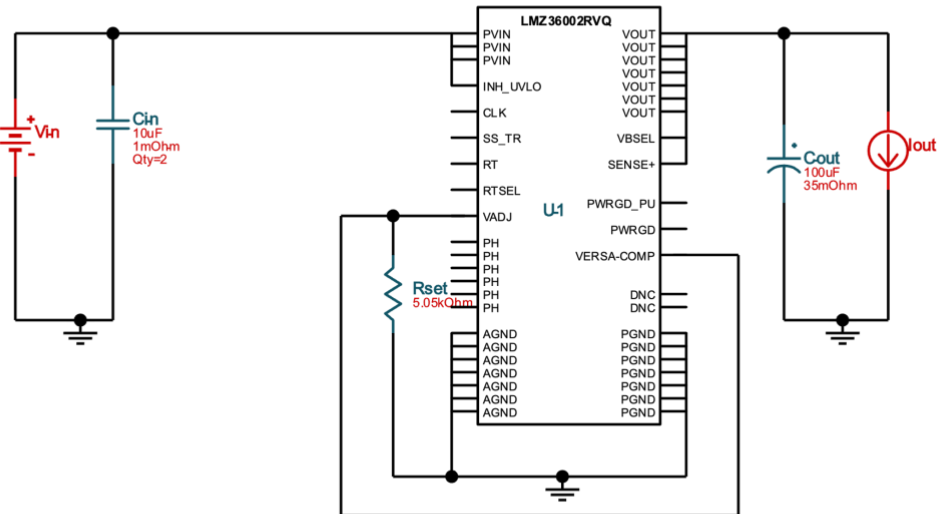 LMZ36002RVQ
PVIN
PVIN
PVIN
INH_UVLO
CLK
SS_TR
RT
RTSEL
VADJ
PH
PH
PH
PH
PH
PH
AGND
AGND
AGND
AGND
AGND
AGND
AGND
VOUT
VOUT
VOUT
VOUT
VOUT
VOUT
VOUT
VBSEL
SENSE+
PWRGD_PU
PWRGD
VERSA-COMP
DNC
DNC
PGND
PGND
PGND
PGND
PGND
PGND
PGND
U-1
+
Vin
-
Cin
10uF
1mOhm
Qty=2
Rset
5.05kOhm
Cout
100uF
35mOhm
Iout